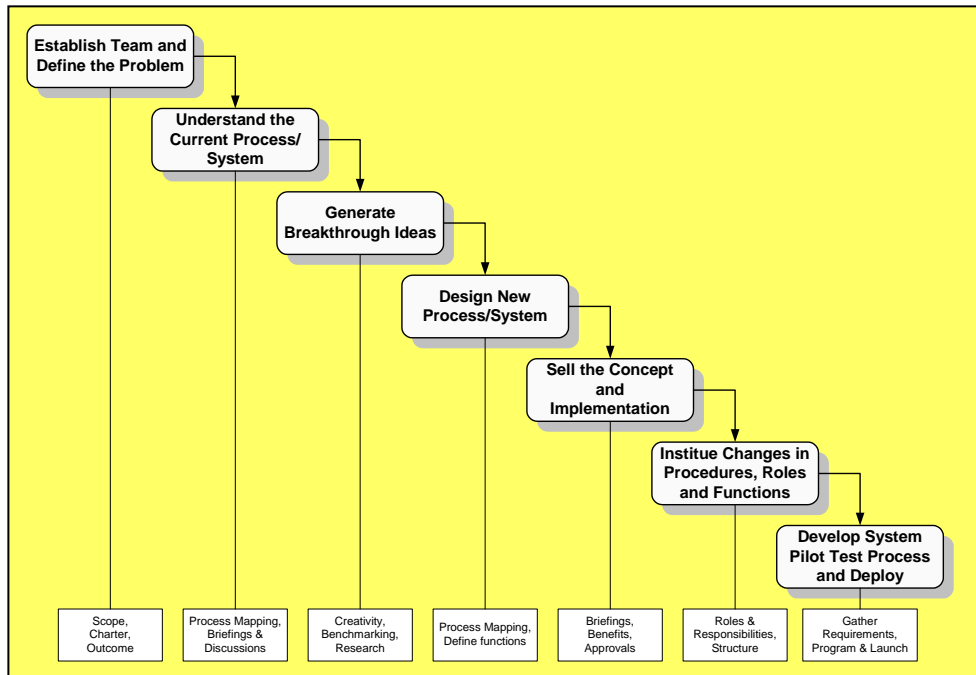 Establish Team and
Define the Problem
Understand the
Current Process/
System
Generate
Breakthrough Ideas
Design New
Process/System
Sell the Concept
and
Implementation
Institue Changes in
Procedures, Roles
and Functions
Develop System
Pilot Test Process
and Deploy
Scope,
Charter,
Outcome
Process Mapping,
Briefings &
Discussions
Creativity,
Benchmarking,
Research
Process Mapping,
Define functions
Briefings,
Benefits,
Approvals
Roles &
Responsibilities,
Structure
Gather
Requirements,
Program & Launch